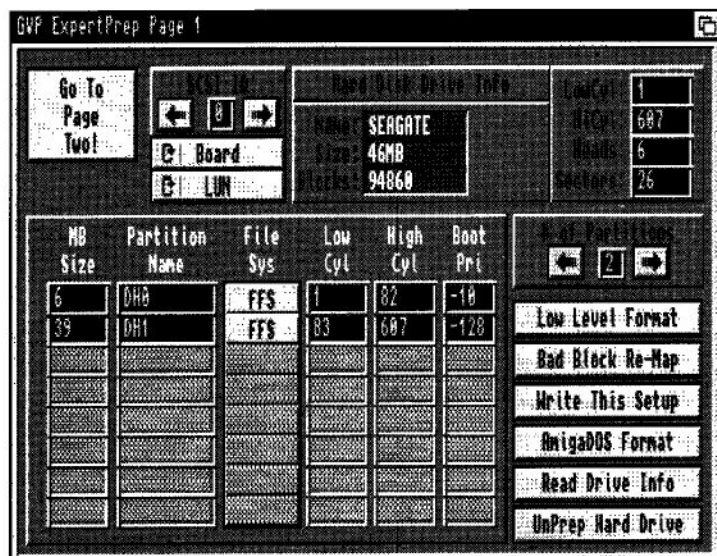 GVP ExpertPrep Page 1
Go To
Page
Two!
SCSI ID
0
Board
LUN
Hard Disk Drive Info
Name: SEAGATE
Size: 46MB
Blocks: 94860
LowCyl: 1
HiCyl: 607
Heads: 6
Sectors: 26
MB Size Partition Name File Sys Low Cyl High Cyl Boot Pri
6 DH0 FFS 1 82 -10
39 DH1 FFS 83 607 -128
# of Partitions
2
Low Level Format
Bad Block Re-Map
Write This Setup
AmigaDOS Format
Read Drive Info
UnPrep Hard Drive